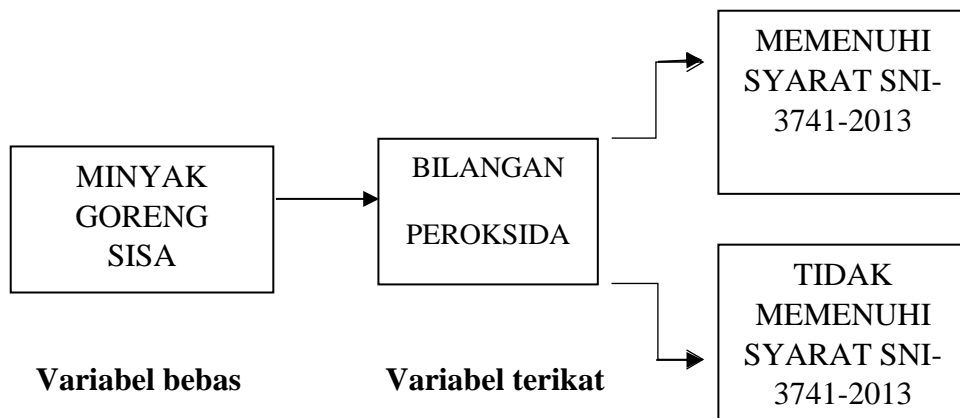 MINYAK
GORENG
SISA
BILANGAN
PEROKSIDA
MEMENUHI
SYARAT SNI-
3741-2013
TIDAK
MEMENUHI
SYARAT SNI-
3741-2013
Variabel bebas
Variabel terikat